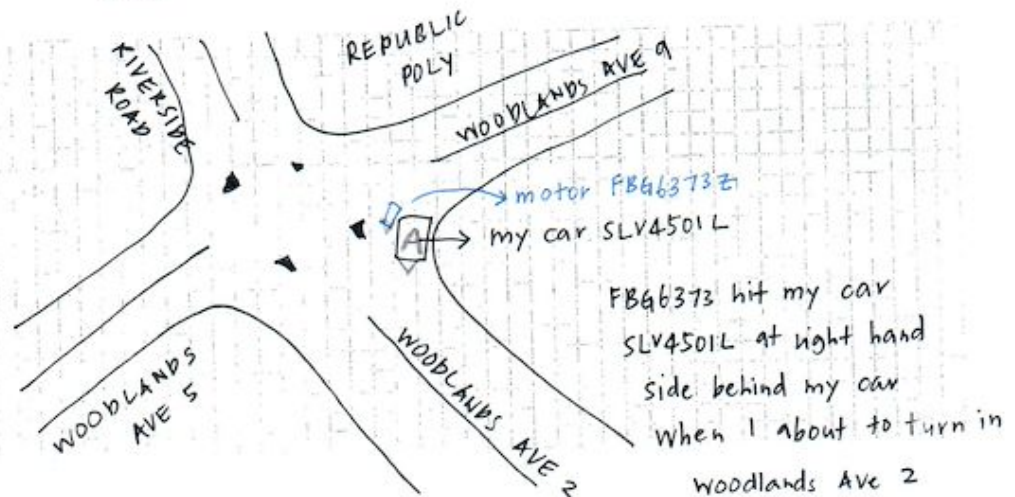 RIVERSIDE
ROAD
REPUBLIC
POLY
WOODLANDS AVE 9
motor FBG6373Z
A
my car SLV4501L
FBG6373 hit my car
SLV4501L at right hand
side behind my car
When I about to turn in
Woodlands Ave 2
WOODLANDS
AVE 5
WOODLANDS AVE 2